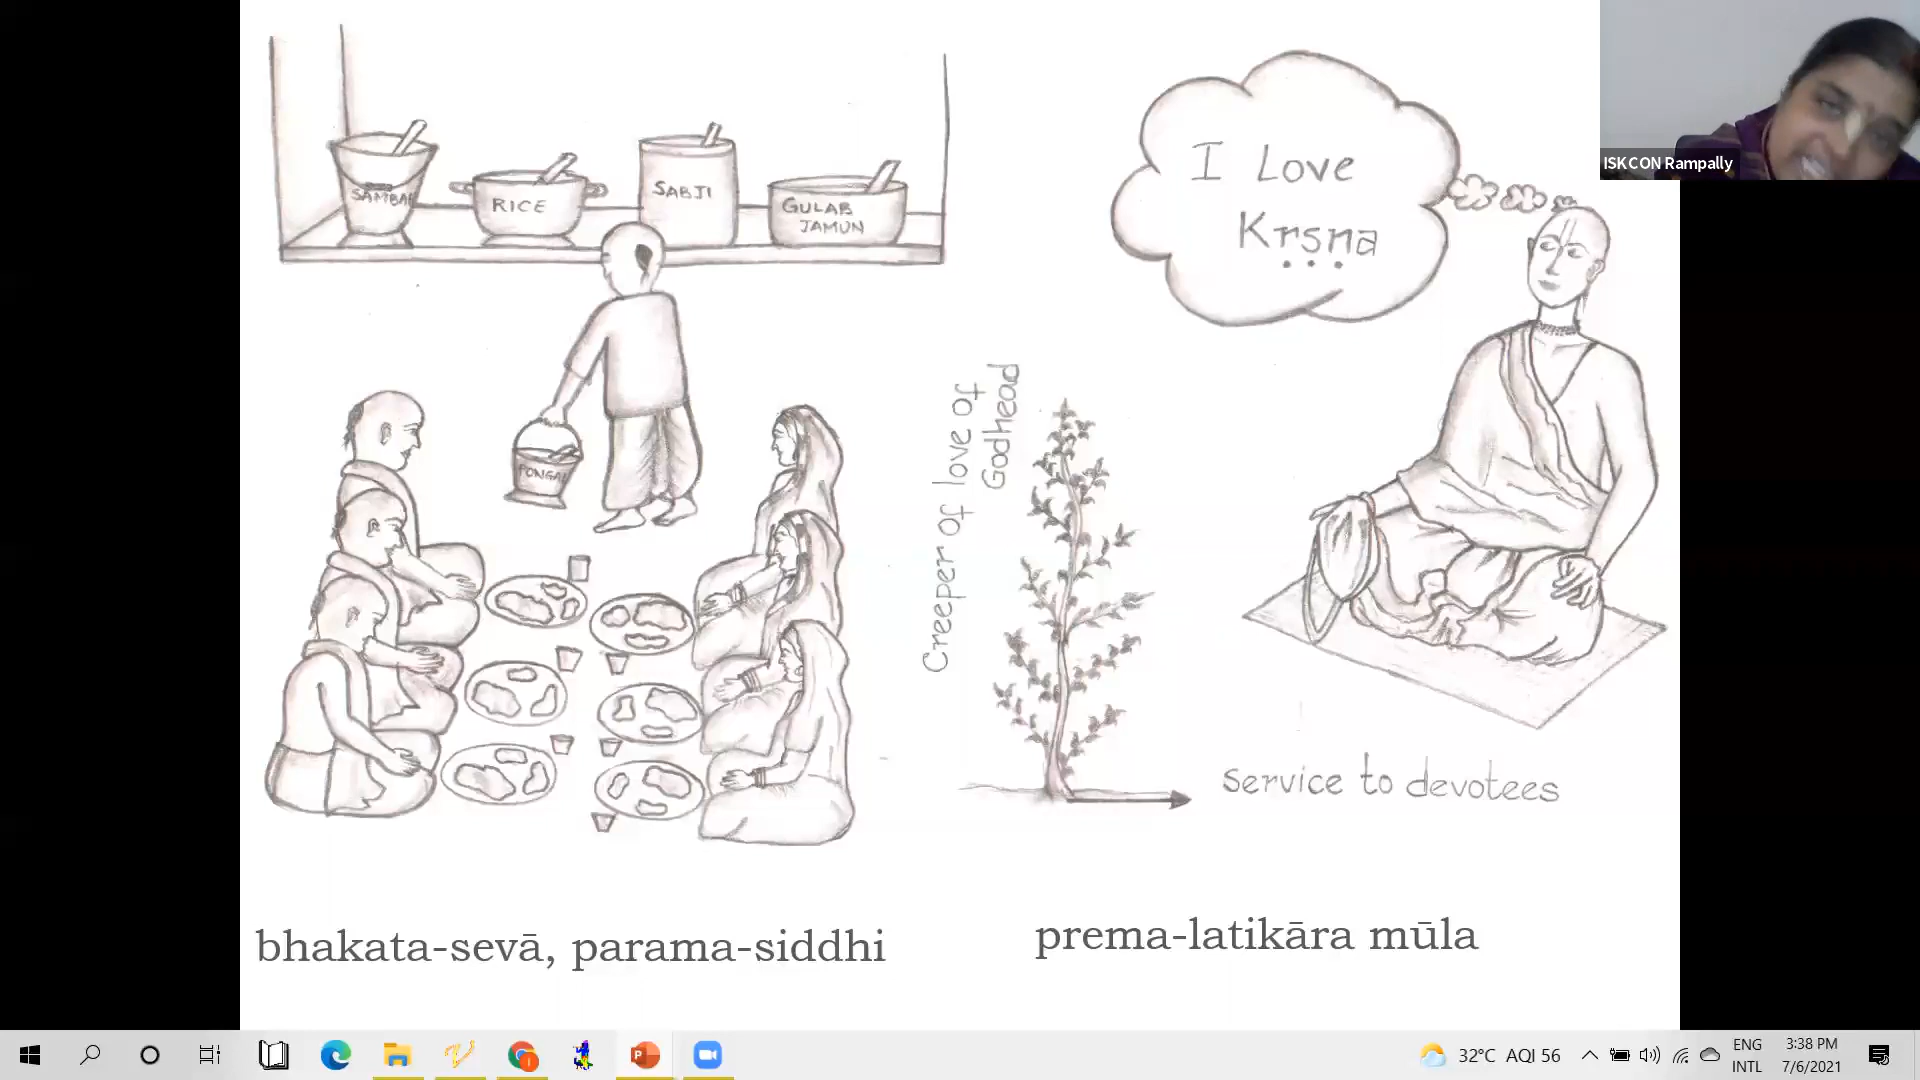 SAMBAR
RICE
SABJI
GULAB
JAMUN
PONGAL
I Love
Kṛṣṇa
Creeper of love of
Godhead
service to devotees
bhakata-sevā, parama-siddhi
prema-latikāra mūla
ISKCON Rampally
32°C AQI 56
ENG
INTL
3:38 PM
7/6/2021